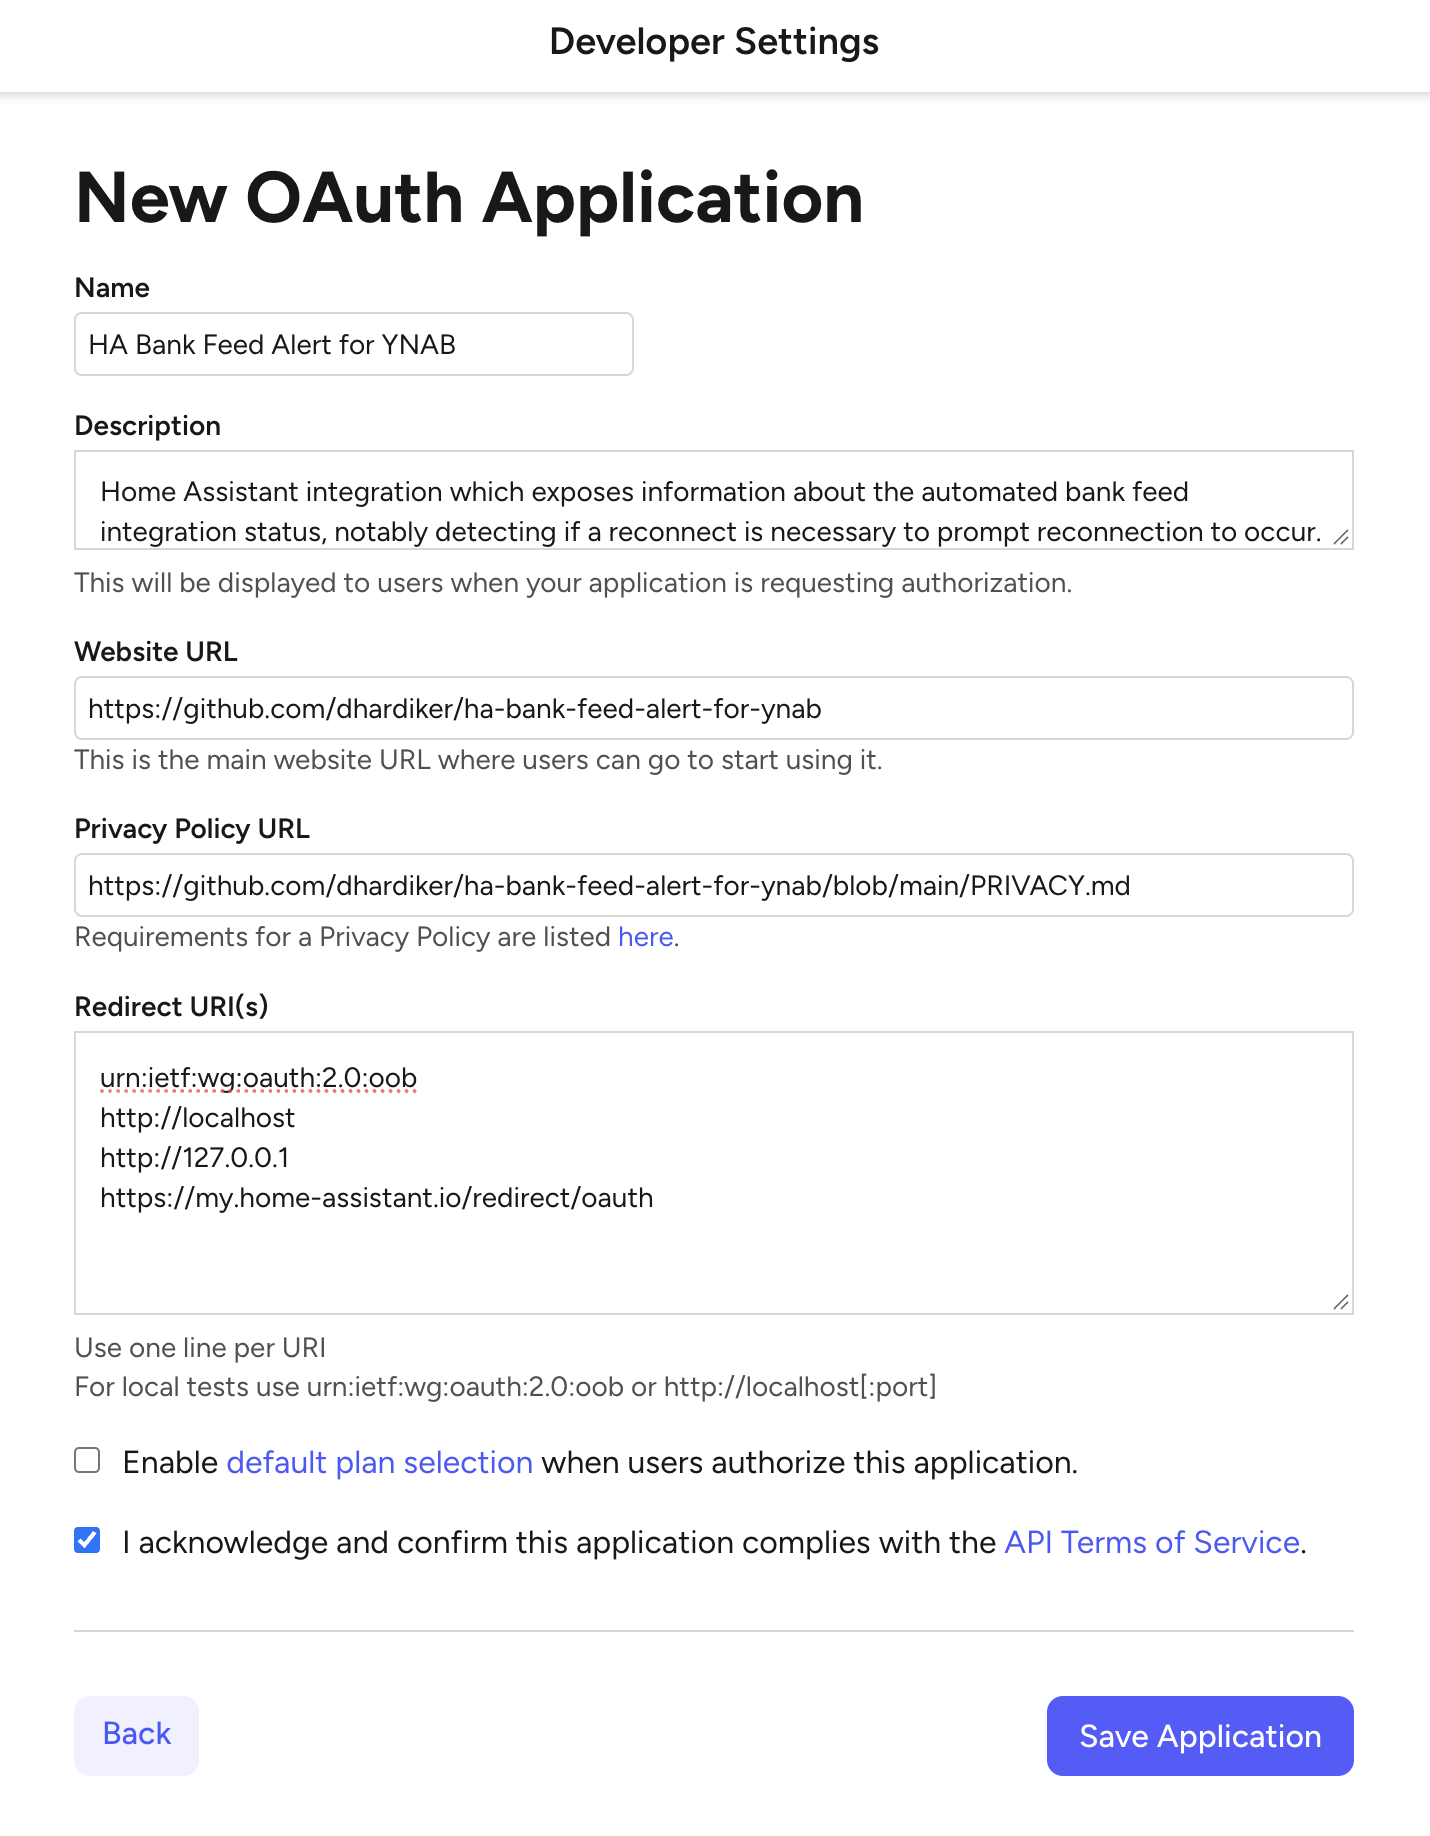 Developer Settings
New OAuth Application
Name
HA Bank Feed Alert for YNAB
Description
Home Assistant integration which exposes information about the automated bank feed
integration status, notably detecting if a reconnect is necessary to prompt reconnection to occur.
This will be displayed to users when your application is requesting authorization.
Website URL
https://github.com/dhardiker/ha-bank-feed-alert-for-ynab
This is the main website URL where users can go to start using it.
Privacy Policy URL
https://github.com/dhardiker/ha-bank-feed-alert-for-ynab/blob/main/PRIVACY.md
Requirements for a Privacy Policy are listed here.
Redirect URI(s)
urn:ietf:wg:oauth:2.0:oob
http://localhost
http://127.0.0.1
https://my.home-assistant.io/redirect/oauth
Use one line per URI
For local tests use urn:ietf:wg:oauth:2.0:oob or http://localhost[:port]
Enable default plan selection when users authorize this application.
I acknowledge and confirm this application complies with the API Terms of Service.
Back
Save Application